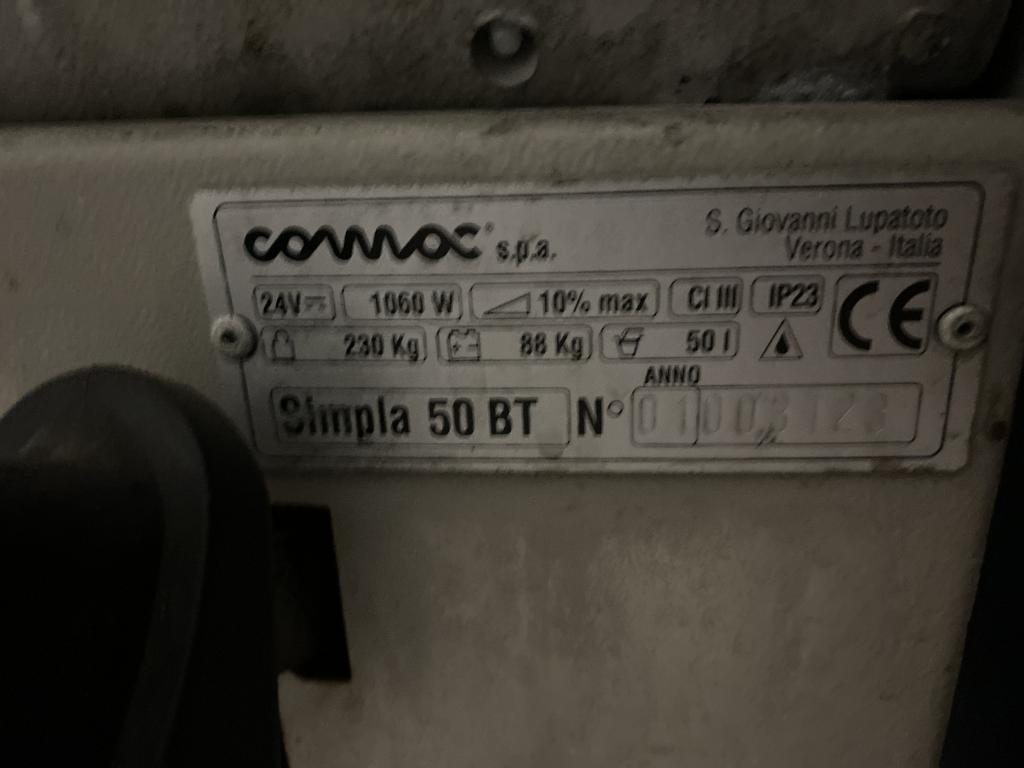 comac s.p.a.
S. Giovanni Lupatoto
Verona - Italia
24V 1060 W 10% max Cl III IP23 CE
230 Kg 88 Kg 50 l
ANNO
Simpla 50 BT N°